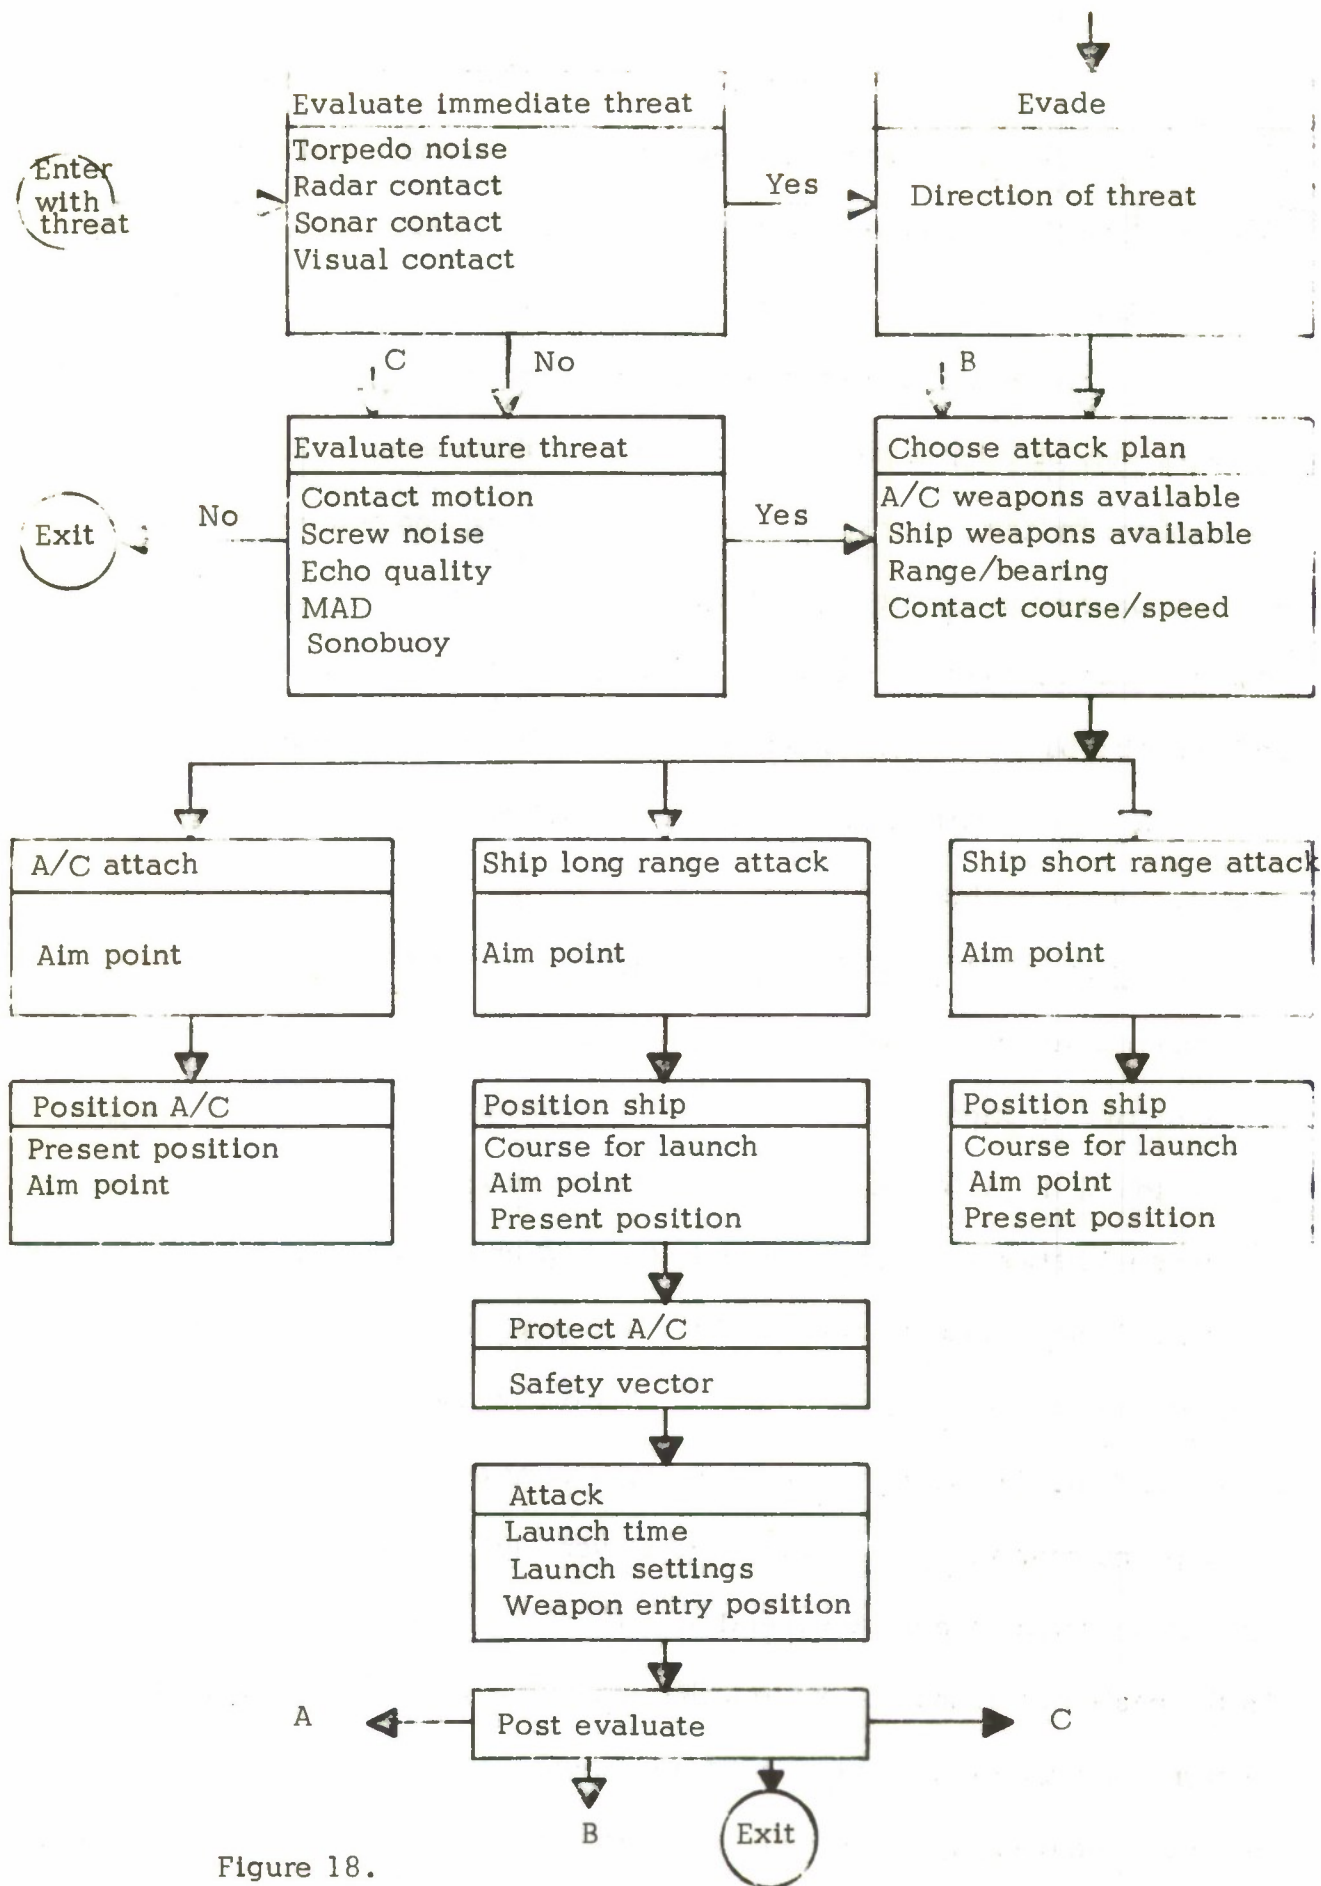 Evaluate immediate threat
Torpedo noise
Radar contact
Sonar contact
Visual contact
Evade
Direction of threat
Enter
with
threat
Yes
C
No
B
Evaluate future threat
Contact motion
Screw noise
Echo quality
MAD
Sonobuoy
Choose attack plan
A/C weapons available
Ship weapons available
Range/bearing
Contact course/speed
Exit
No
Yes
A/C attach
Aim point
Ship long range attack
Aim point
Ship short range attack
Aim point
Position A/C
Present position
Aim point
Position ship
Course for launch
Aim point
Present position
Position ship
Course for launch
Aim point
Present position
Protect A/C
Safety vector
Attack
Launch time
Launch settings
Weapon entry position
A
Post evaluate
C
B
Exit
Figure 18.